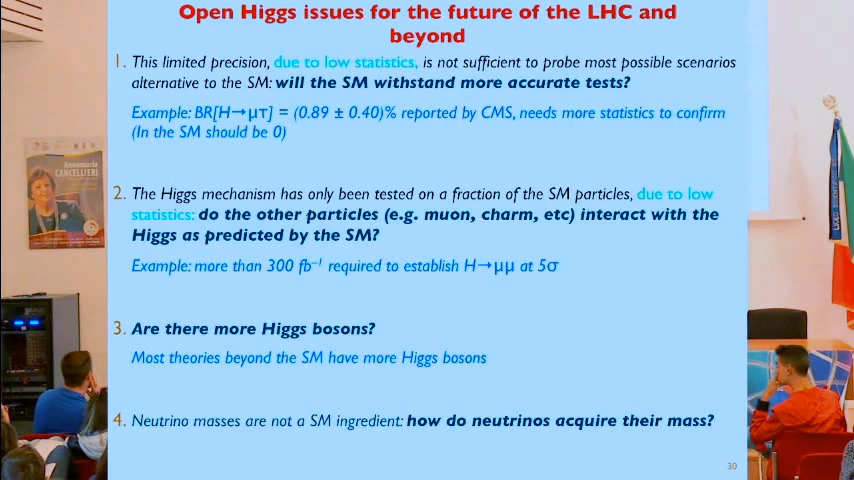 Open Higgs issues for the future of the LHC and
beyond
1. This limited precision, due to low statistics, is not sufficient to probe most possible scenarios
alternative to the SM: will the SM withstand more accurate tests?
Example: BR[H→μτ] = (0.89 ± 0.40)% reported by CMS, needs more statistics to confirm
(In the SM should be 0)
2. The Higgs mechanism has only been tested on a fraction of the SM particles, due to low
statistics: do the other particles (e.g. muon, charm, etc) interact with the
Higgs as predicted by the SM?
Example: more than 300 fb⁻¹ required to establish H→μμ at 5σ
3. Are there more Higgs bosons?
Most theories beyond the SM have more Higgs bosons
4. Neutrino masses are not a SM ingredient: how do neutrinos acquire their mass?
30
Annamaria
CANCELLIERI